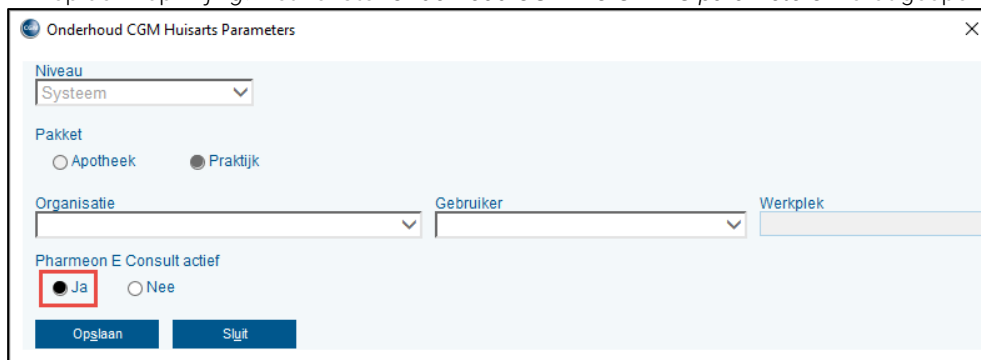 Onderhoud CGM Huisarts Parameters
Niveau
Systeem
Pakket
Apotheek Praktijk
Organisatie Gebruiker Werkplek
Pharmeon E Consult actief
Ja Nee
Opslaan Sluit